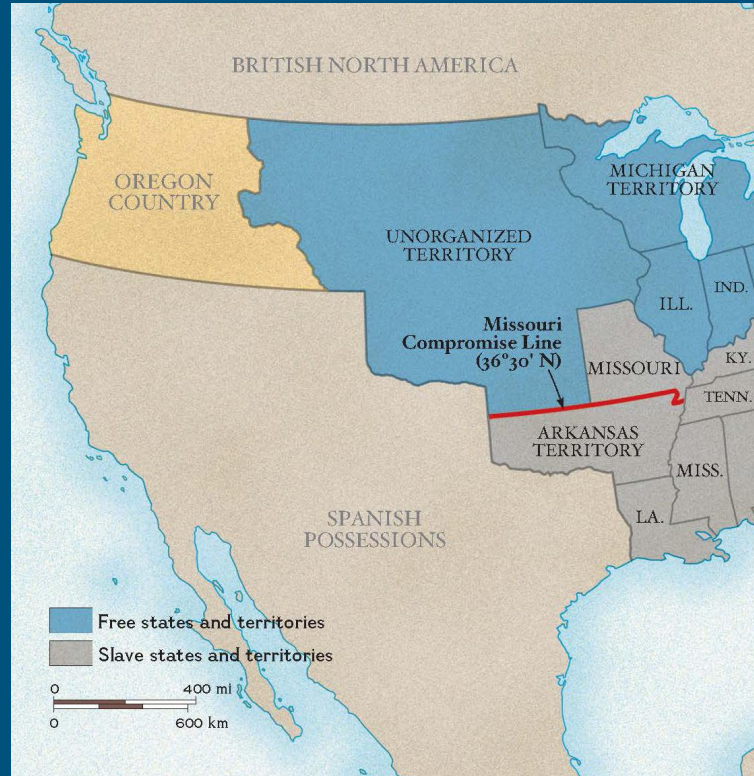 BRITISH NORTH AMERICA
OREGON
COUNTRY
MICHIGAN
TERRITORY
UNORGANIZED
TERRITORY
IND.
ILL.
Missouri
Compromise Line
(36°30' N)
MISSOURI
KY.
TENN.
ARKANSAS
TERRITORY
MISS.
LA.
SPANISH
POSSESSIONS
Free states and territories
Slave states and territories
0 400 mi
0 600 km